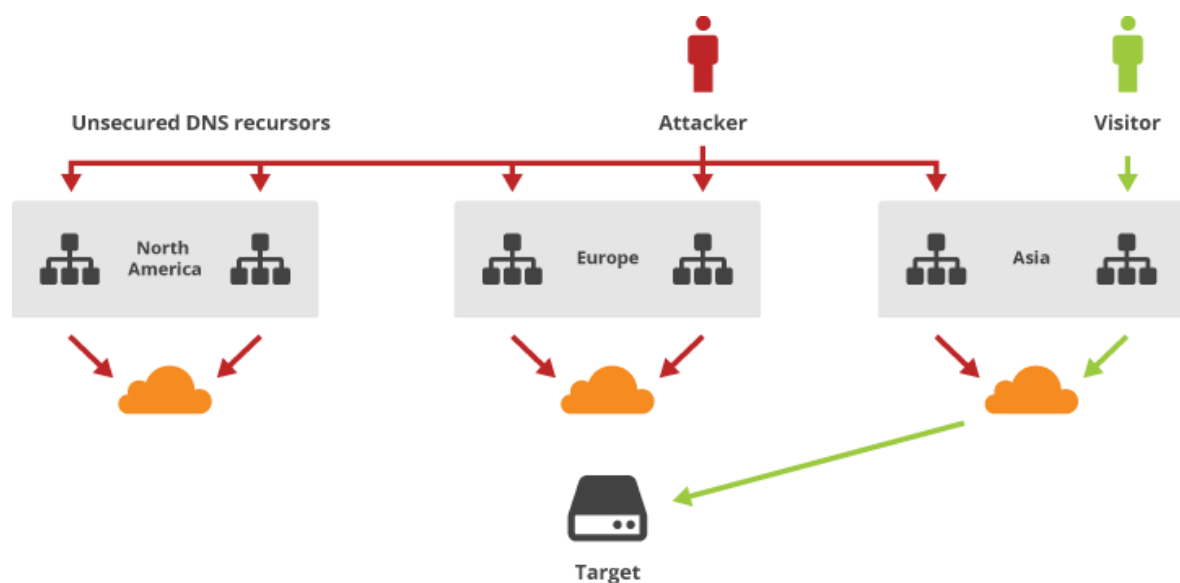 Unsecured DNS recursors
Attacker
Visitor
North
America
Europe
Asia
Target